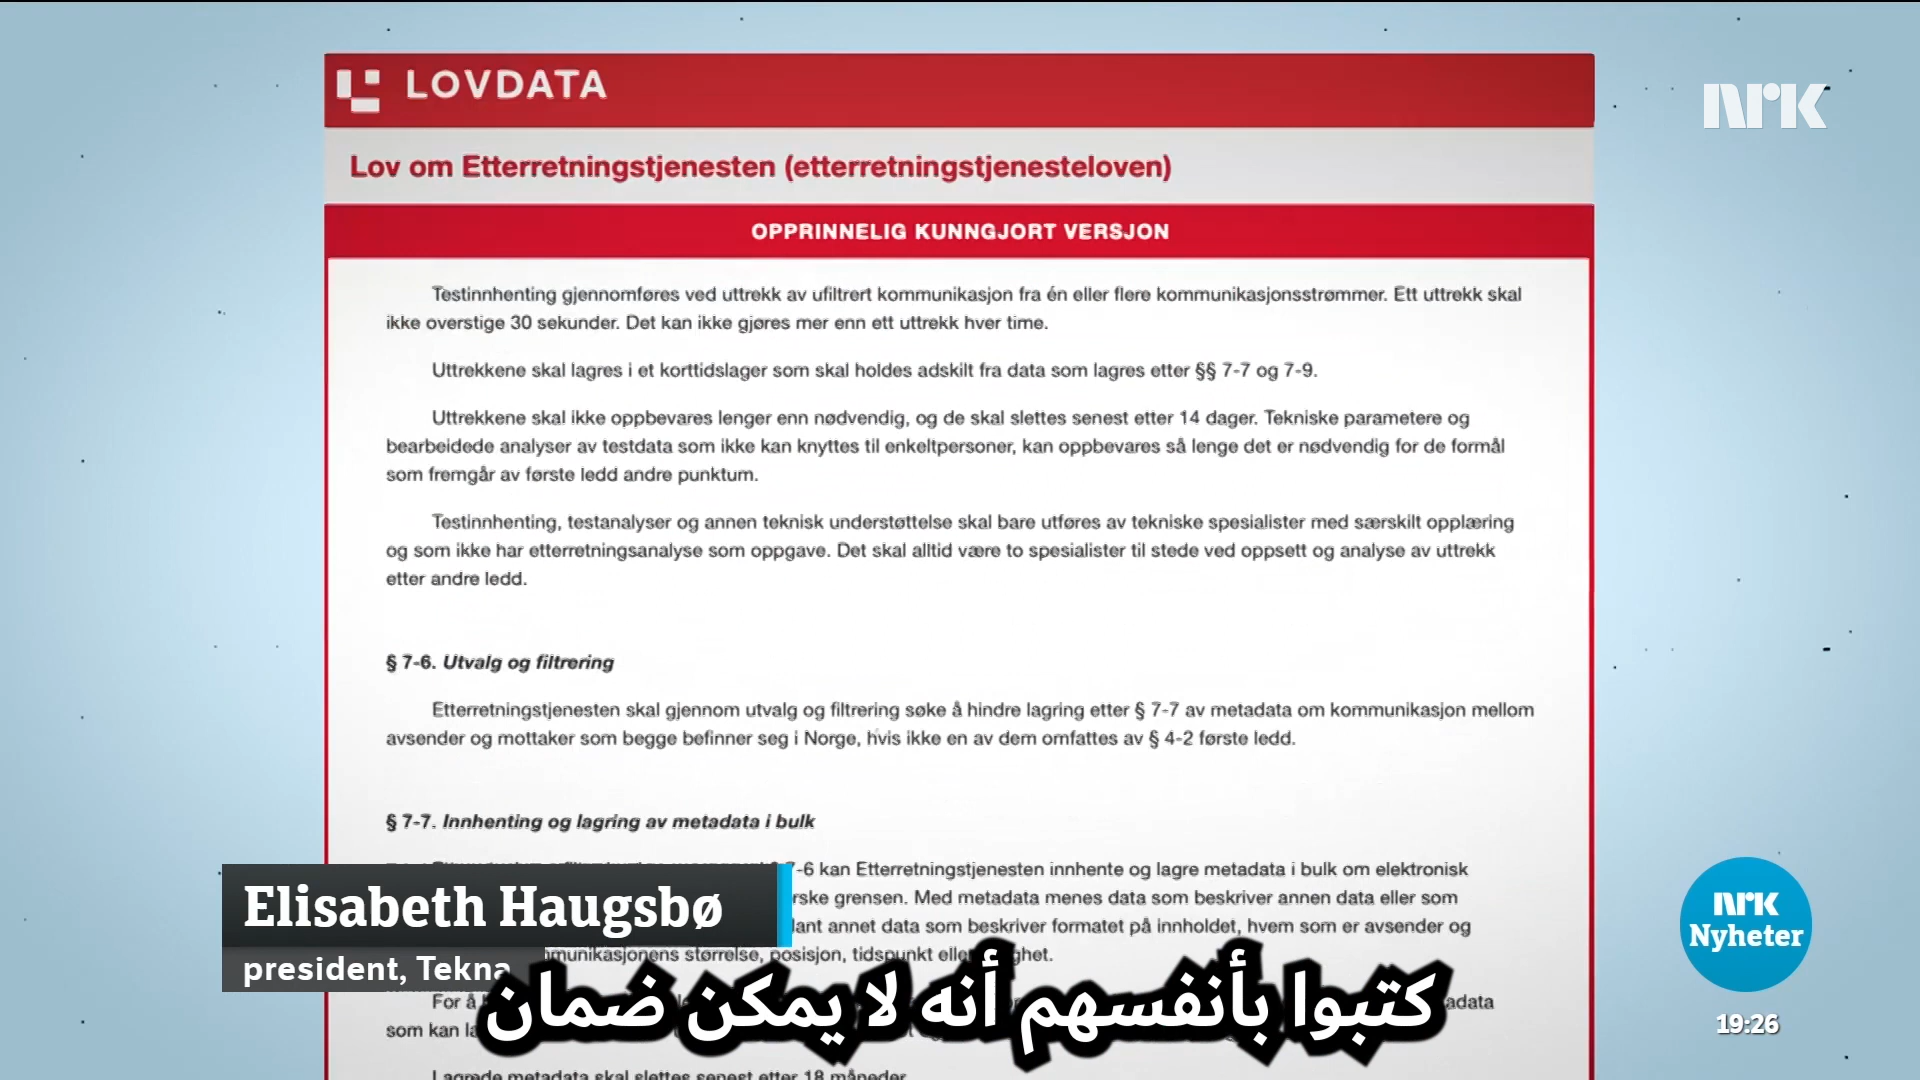 LOVDATA
nrk
Lov om Etterretningstjenesten (etterretningstjenesteloven)
OPPRINNELIG KUNNGJORT VERSJON
Testinnhenting gjennomføres ved uttrekk av ufiltrert kommunikasjon fra én eller flere kommunikasjonsstrømmer. Ett uttrekk skal
ikke overstige 30 sekunder. Det kan ikke gjøres mer enn ett uttrekk hver time.
Uttrekkene skal lagres i et korttidslager som skal holdes adskilt fra data som lagres etter §§ 7-7 og 7-9.
Uttrekkene skal ikke oppbevares lenger enn nødvendig, og de skal slettes senest etter 14 dager. Tekniske parametere og
bearbeidede analyser av testdata som ikke kan knyttes til enkeltpersoner, kan oppbevares så lenge det er nødvendig for de formål
som fremgår av første ledd andre punktum.
Testinnhenting, testanalyser og annen teknisk understøttelse skal bare utføres av tekniske spesialister med særskilt opplæring
og som ikke har etterretningsanalyse som oppgave. Det skal alltid være to spesialister til stede ved oppsett og analyse av uttrekk
etter andre ledd.
§ 7-6. Utvalg og filtrering
Etterretningstjenesten skal gjennom utvalg og filtrering søke å hindre lagring etter § 7-7 av metadata om kommunikasjon mellom
avsender og mottaker som begge befinner seg i Norge, hvis ikke en av dem omfattes av § 4-2 første ledd.
§ 7-7. Innhenting og lagring av metadata i bulk
7-6 kan Etterretningstjenesten innhente og lagre metadata i bulk om elektronisk
grensen. Med metadata menes data som beskriver annen data eller som
annet data som beskriver formatet på innholdet, hvem som er avsender og
størrelse, posisjon, tidspunkt
For å
som kan
Lagrede metadata skal slettes senest etter 18 måneder
Elisabeth Haugsbø
president, Tekna
كتبوا بأنفسهم أنه لا يمكن ضمان
nrk
Nyheter
19:26